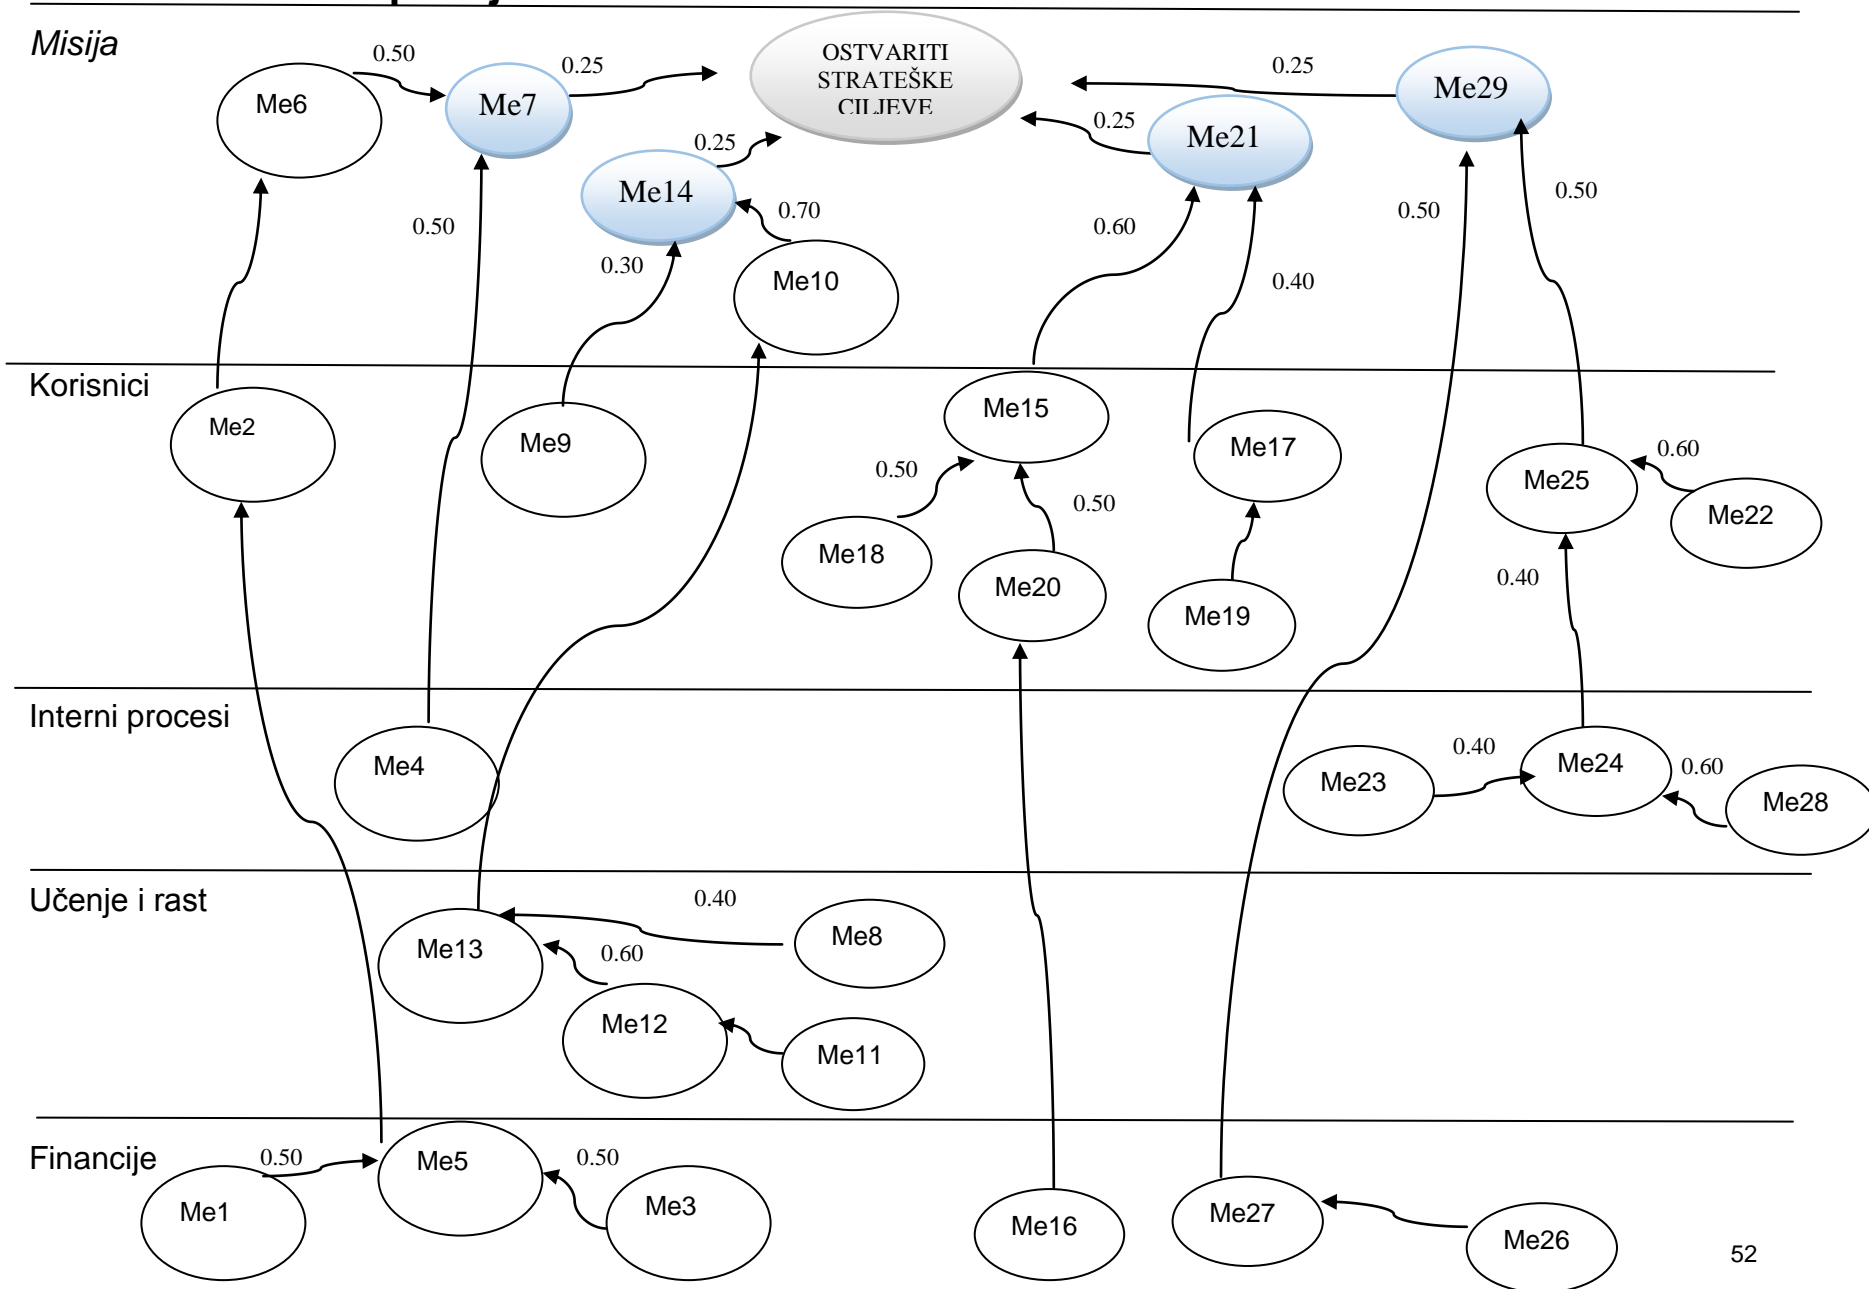 Misija
0.50
0.25
OSTVARITI
STRATEŠKE
CILJEVE
0.25
Me29
Me6
Me7
0.25
Me21
0.25
Me14
0.50
0.70
0.60
0.50
0.50
0.30
Me10
0.40
Korisnici
Me2
Me9
Me15
Me17
0.60
0.50
Me25
Me22
0.50
Me18
Me20
Me19
0.40
Interni procesi
Me4
0.40
Me24
0.60
Me23
Me28
Učenje i rast
0.40
Me13
0.60
Me8
Me12
Me11
Financije
0.50
Me5
0.50
Me1
Me3
Me16
Me27
Me26
52